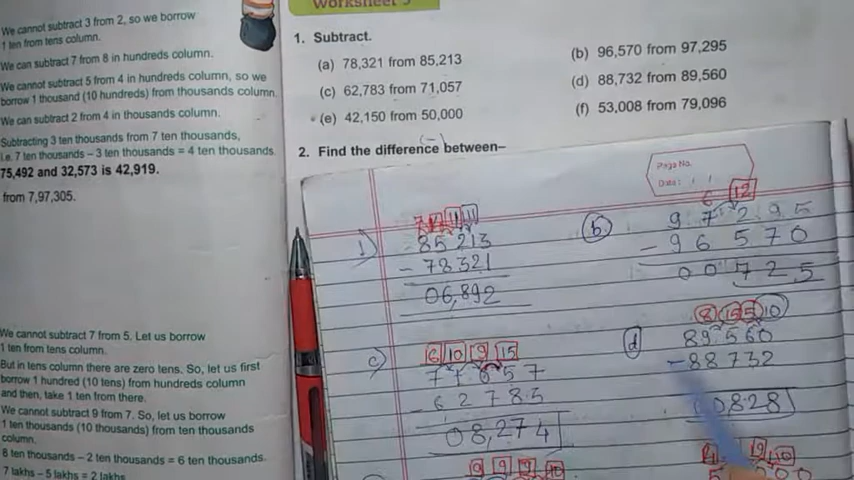 We cannot subtract 3 from 2, so we borrow
1 ten from tens column.
We can subtract 7 from 8 in hundreds column.
We cannot subtract 5 from 4 in hundreds column, so we
borrow 1 thousand (10 hundreds) from thousands column.
We can subtract 2 from 4 in thousands column.
Subtracting 3 ten thousands from 7 ten thousands,
i.e. 7 ten thousands – 3 ten thousands = 4 ten thousands.
75,492 and 32,573 is 42,919.
from 7,97,305.
We cannot subtract 7 from 5. Let us borrow
1 ten from tens column.
But in tens column there are zero tens. So, let us first
borrow 1 hundred (10 tens) from hundreds column
and then, take 1 ten from there.
We cannot subtract 9 from 7. So, let us borrow
1 ten thousands (10 thousands) from ten thousands
column.
8 ten thousands – 2 ten thousands = 6 ten thousands.
7 lakhs – 5 lakhs = 2 lakhs
Worksheet
1. Subtract.
(a) 78,321 from 85,213
(b) 96,570 from 97,295
(c) 62,783 from 71,057
(d) 88,732 from 89,560
(e) 42,150 from 50,000
(f) 53,008 from 79,096
(–)
2. Find the difference between–
Page No.
Date:
85213
– 78321
06,892
(b)
6 12
97295
– 96570
00725
c)
6 10 9 15
– 62785
08,274
(d)
8 15 5 10
89560
– 88732
00828
9 9 9 10